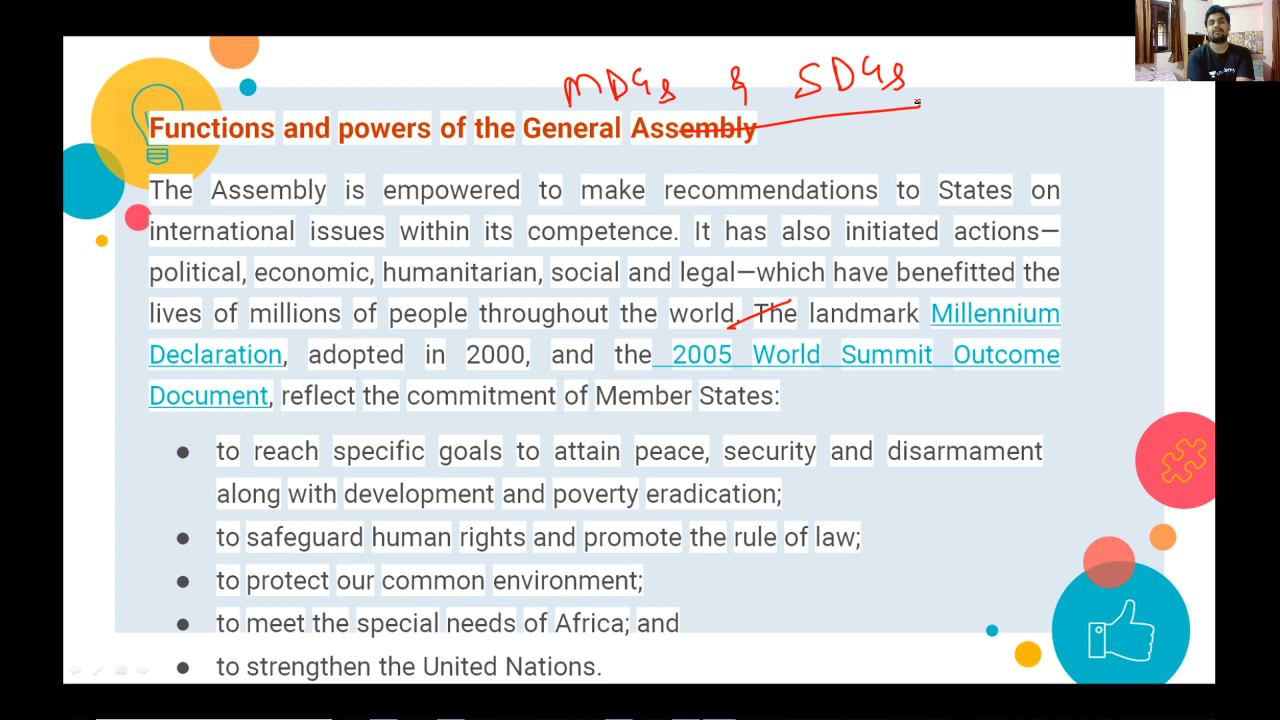 MDGs & SDGs
Functions and powers of the General Assembly
The Assembly is empowered to make recommendations to States on
international issues within its competence. It has also initiated actions—
political, economic, humanitarian, social and legal—which have benefitted the
lives of millions of people throughout the world. The landmark Millennium
Declaration, adopted in 2000, and the 2005 World Summit Outcome
Document, reflect the commitment of Member States:
● to reach specific goals to attain peace, security and disarmament
along with development and poverty eradication;
● to safeguard human rights and promote the rule of law;
● to protect our common environment;
● to meet the special needs of Africa; and
● to strengthen the United Nations.